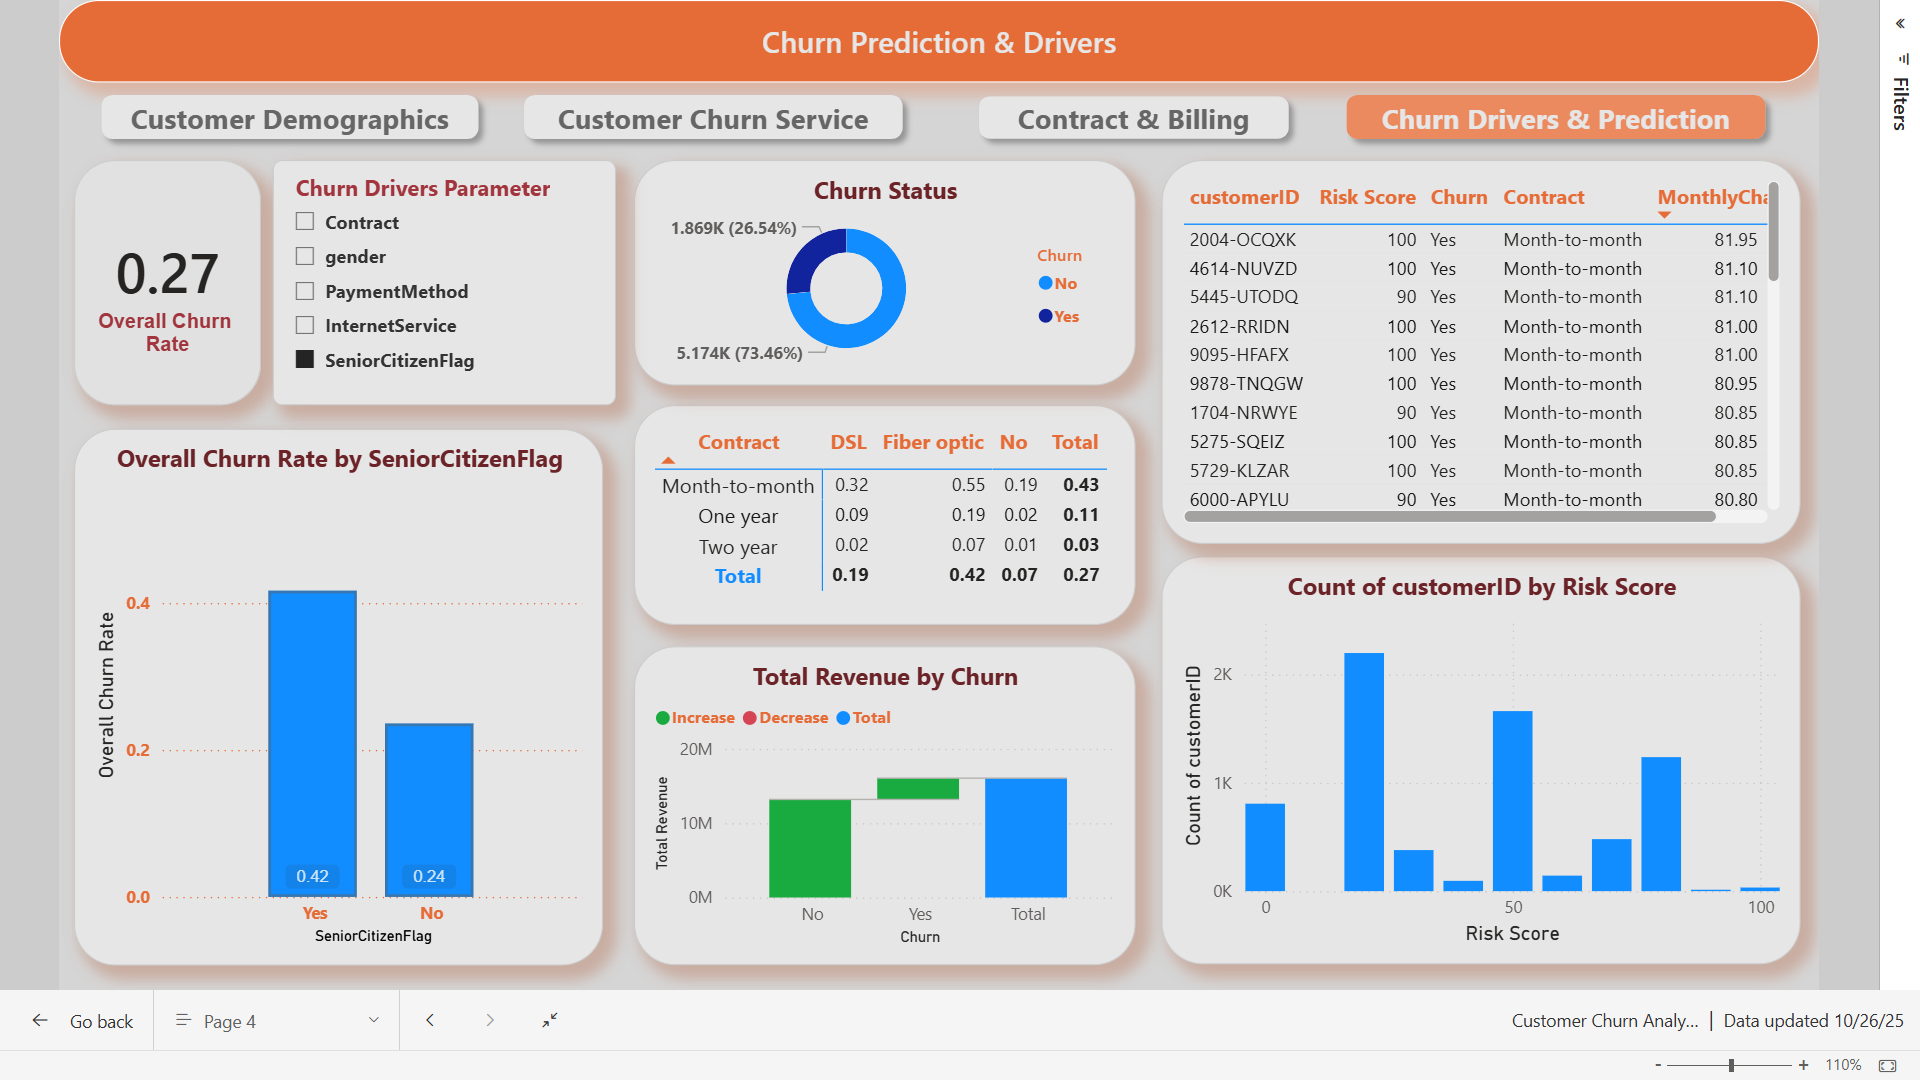 Churn Prediction & Drivers
Customer Demographics
Customer Churn Service
Contract & Billing
Churn Drivers & Prediction
Filters
0.27
Overall Churn
Rate
Churn Drivers Parameter
Contract
gender
PaymentMethod
InternetService
SeniorCitizenFlag
Churn Status
1.869K (26.54%)
5.174K (73.46%)
Churn
No
Yes
customerID Risk Score Churn Contract MonthlyCha
2004-OCQXK 100 Yes Month-to-month 81.95
4614-NUVZD 100 Yes Month-to-month 81.10
5445-UTODQ 90 Yes Month-to-month 81.10
2612-RRIDN 100 Yes Month-to-month 81.00
9095-HFAFX 100 Yes Month-to-month 81.00
9878-TNQGW 100 Yes Month-to-month 80.95
1704-NRWYE 90 Yes Month-to-month 80.85
5275-SQEIZ 100 Yes Month-to-month 80.85
5729-KLZAR 100 Yes Month-to-month 80.85
6000-APYLU 90 Yes Month-to-month 80.80
Overall Churn Rate by SeniorCitizenFlag
Overall Churn Rate
0.4
0.2
0.0
0.42
0.24
Yes
No
SeniorCitizenFlag
Contract DSL Fiber optic No Total
Month-to-month 0.32 0.55 0.19 0.43
One year 0.09 0.19 0.02 0.11
Two year 0.02 0.07 0.01 0.03
Total 0.19 0.42 0.07 0.27
Total Revenue by Churn
Increase Decrease Total
Total Revenue
20M
10M
0M
No
Yes
Total
Churn
Count of customerID by Risk Score
Count of customerID
2K
1K
0K
0
50
100
Risk Score
Go back
Page 4
Customer Churn Analy... | Data updated 10/26/25
- + 110%